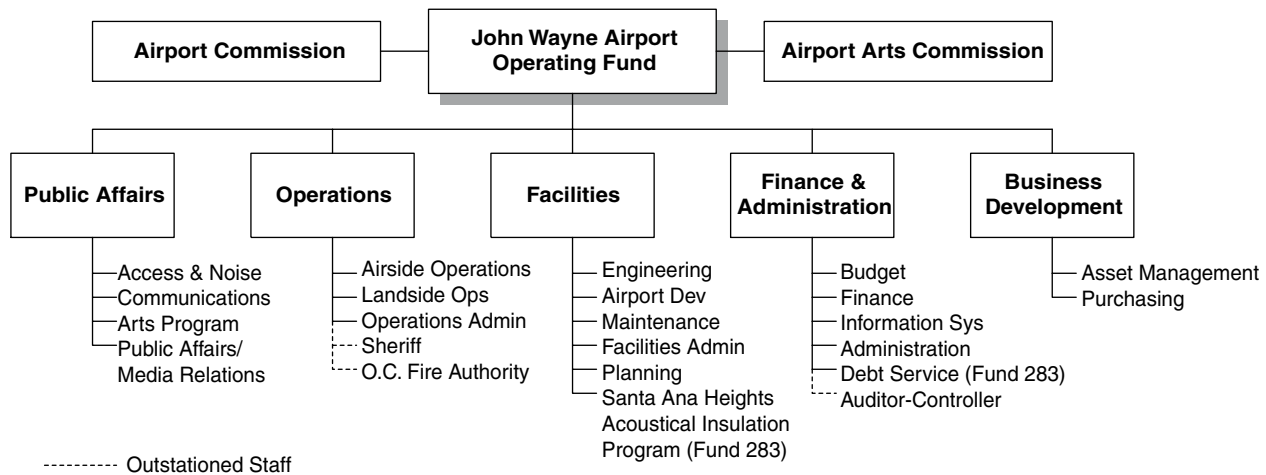 Airport Commission
John Wayne Airport
Operating Fund
Airport Arts Commission
Public Affairs
Operations
Facilities
Finance &
Administration
Business
Development
Access & Noise
Communications
Arts Program
Public Affairs/
Media Relations
Airside Operations
Landside Ops
Operations Admin
Sheriff
O.C. Fire Authority
Engineering
Airport Dev
Maintenance
Facilities Admin
Planning
Santa Ana Heights
Acoustical Insulation
Program (Fund 283)
Budget
Finance
Information Sys
Administration
Debt Service (Fund 283)
Auditor-Controller
Asset Management
Purchasing
Outstationed Staff